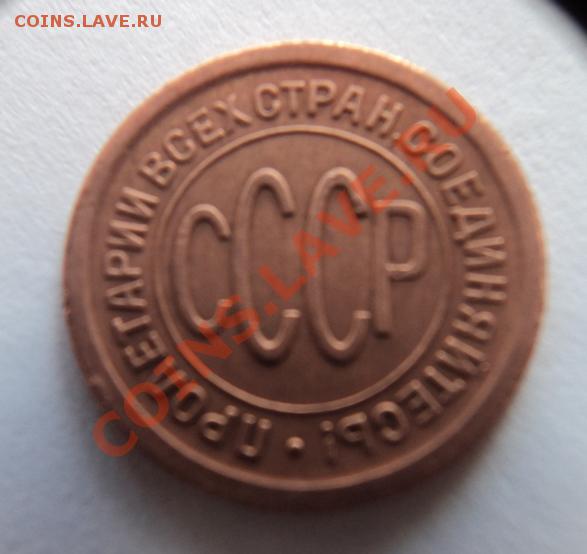 COINS.LAVE.RU
ПРОЛЕТАРИИ ВСЕХ СТРАН, СОЕДИНЯЙТЕСЬ! •
СССР
COINS.LAVE.RU